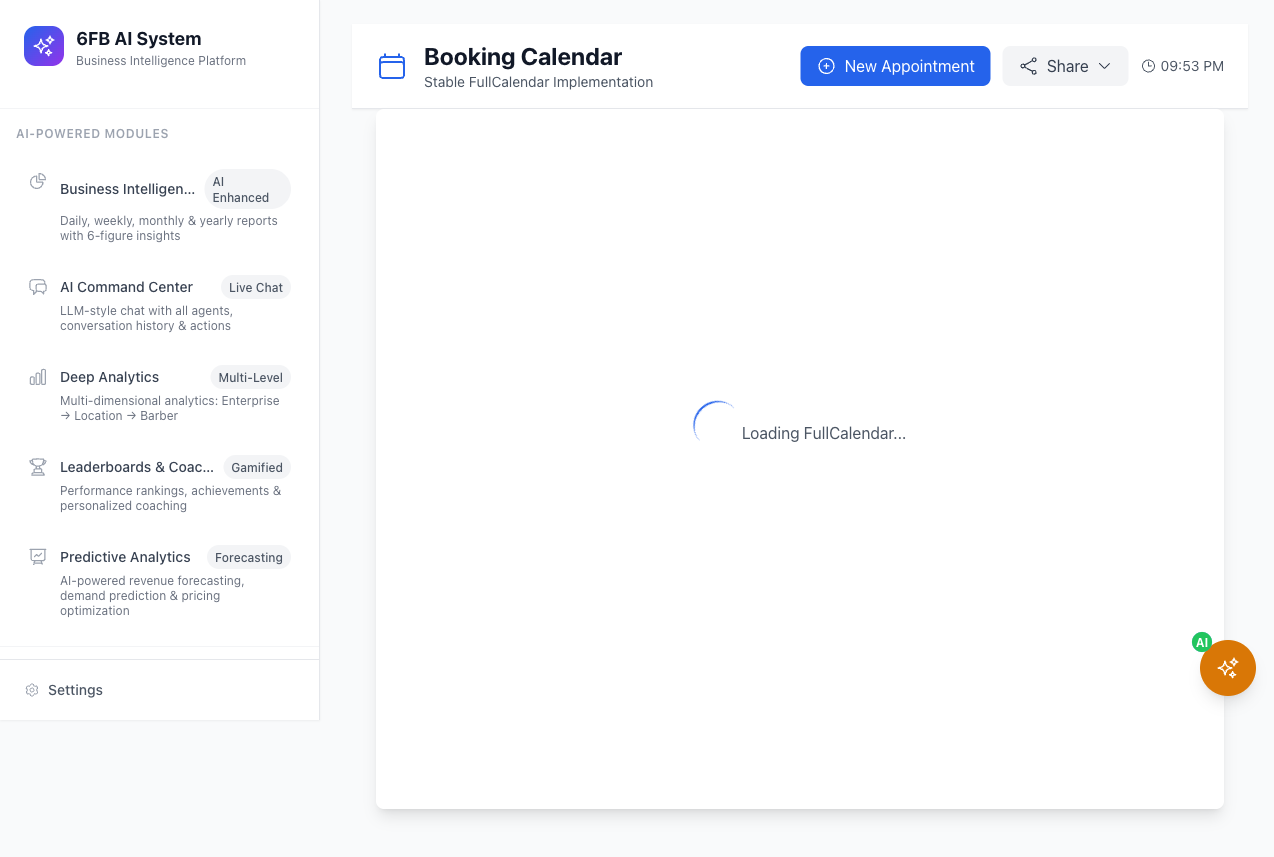 6FB AI System
Business Intelligence Platform
AI-POWERED MODULES
Business Intelligen...
AI
Enhanced
Daily, weekly, monthly & yearly reports
with 6-figure insights
AI Command Center
Live Chat
LLM-style chat with all agents,
conversation history & actions
Deep Analytics
Multi-Level
Multi-dimensional analytics: Enterprise
→ Location → Barber
Leaderboards & Coac...
Gamified
Performance rankings, achievements &
personalized coaching
Predictive Analytics
Forecasting
AI-powered revenue forecasting,
demand prediction & pricing
optimization
Settings
Booking Calendar
Stable FullCalendar Implementation
New Appointment
Share
09:53 PM
Loading FullCalendar...
AI